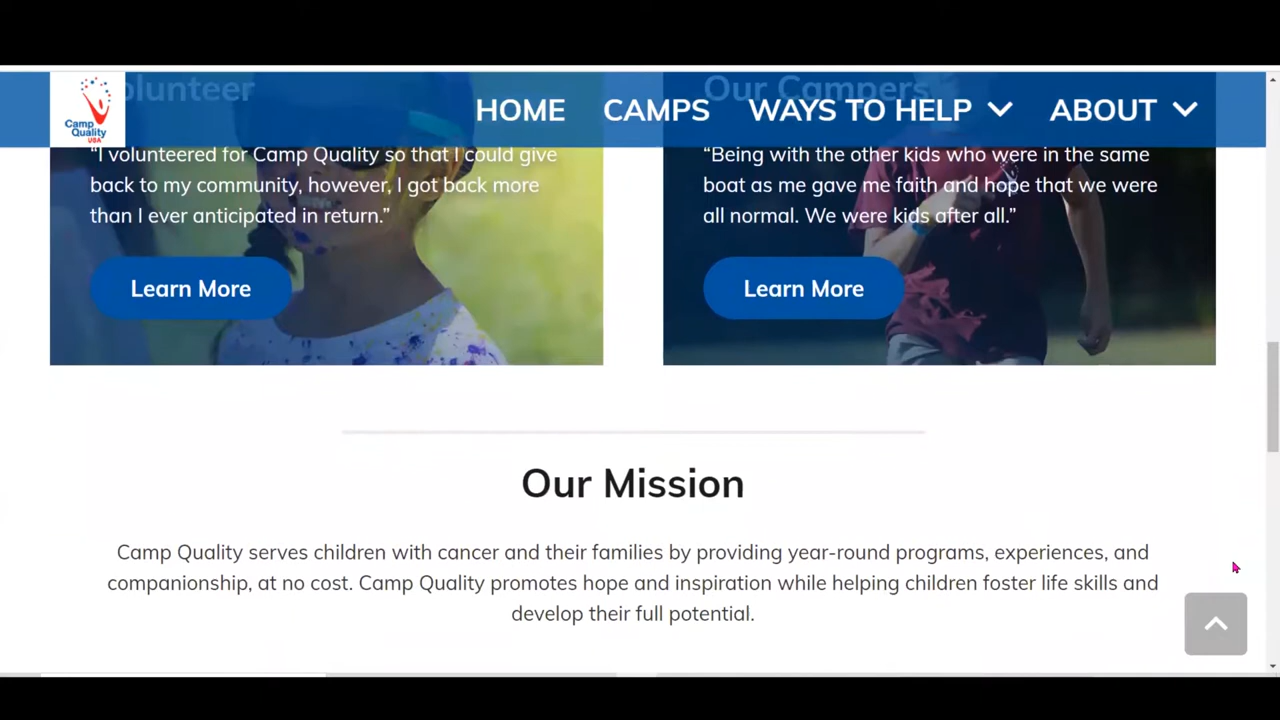 Volunteer
Our Campers
Camp
Quality
USA
HOME CAMPS WAYS TO HELP ABOUT
“I volunteered for Camp Quality so that I could give
back to my community, however, I got back more
than I ever anticipated in return.”
Learn More
“Being with the other kids who were in the same
boat as me gave me faith and hope that we were
all normal. We were kids after all.”
Learn More
Our Mission
Camp Quality serves children with cancer and their families by providing year-round programs, experiences, and
companionship, at no cost. Camp Quality promotes hope and inspiration while helping children foster life skills and
develop their full potential.